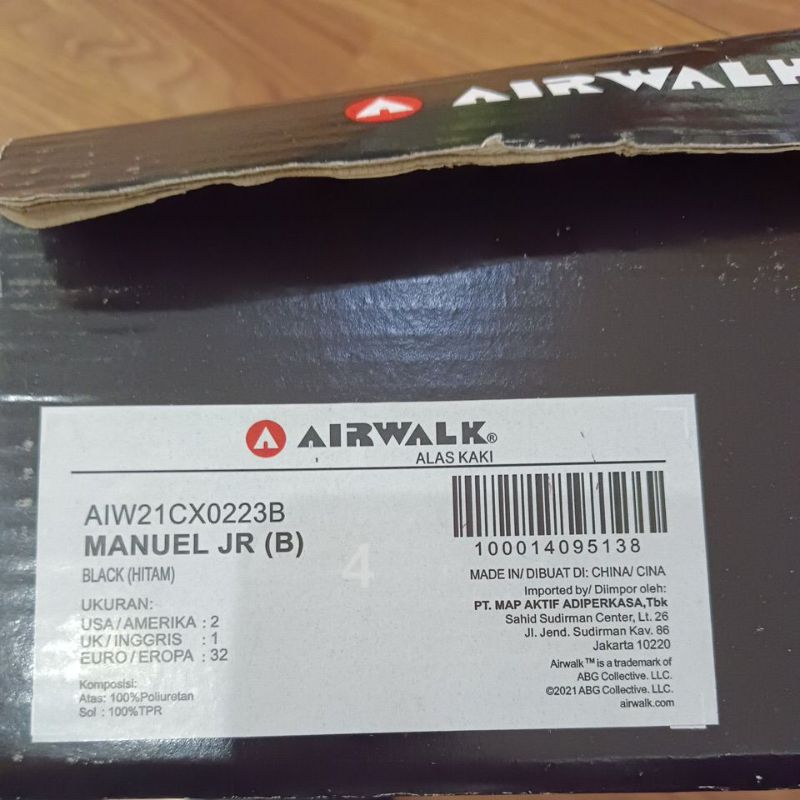 AIRWALK
AIRWALK®
ALAS KAKI
AIW21CX0223B
MANUEL JR (B)
BLACK (HITAM)
4
UKURAN:
USA/AMERIKA : 2
UK/INGGRIS : 1
EURO/EROPA : 32
Komposisi:
Atas: 100%Poliuretan
Sol : 100%TPR
100014095138
MADE IN/ DIBUAT DI: CHINA/ CINA
Imported by/ Diimpor oleh:
PT. MAP AKTIF ADIPERKASA,Tbk
Sahid Sudirman Center, Lt. 26
Jl. Jend. Sudirman Kav. 86
Jakarta 10220
Airwalk™ is a trademark of
ABG Collective. LLC.
©2021 ABG Collective. LLC.
airwalk.com